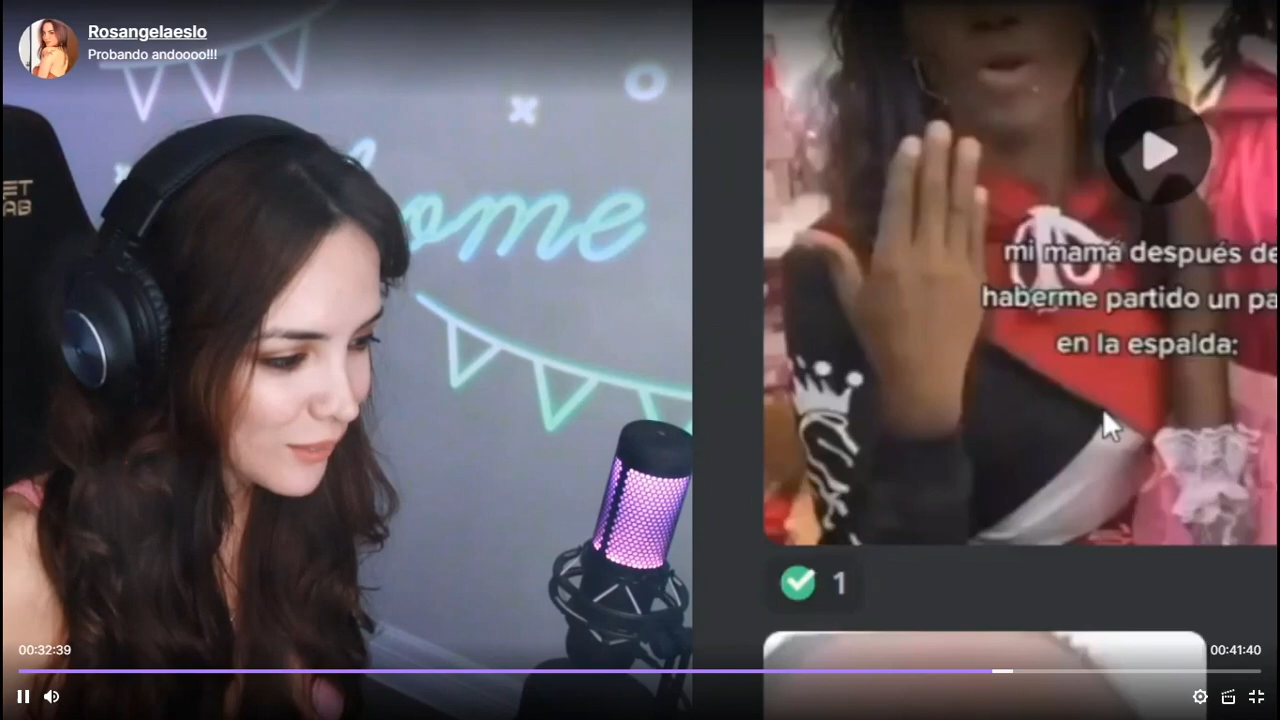 Rosangelaeslo
Probando andoooo!!!
ome
mi mamá después de
haberme partido un pa
en la espalda:
1
00:32:39
00:41:40